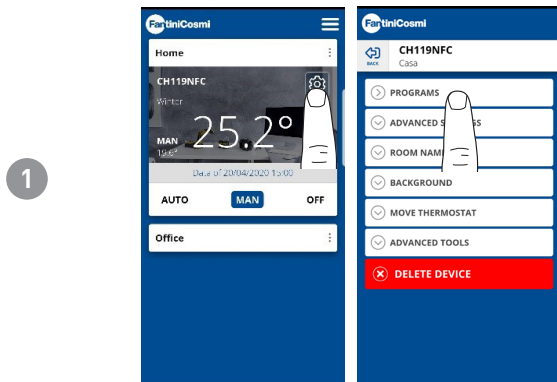 1
FantiniCosmi
Home
CH119NFC
Winter
MAN
19.6°
25.2°
Data of 20/04/2020 15:00
AUTO MAN OFF
Office
FantiniCosmi
BACK
CH119NFC
Casa
PROGRAMS
ADVANCED
ROOM
BACKGROUND
MOVE THERMOSTAT
ADVANCED TOOLS
DELETE DEVICE